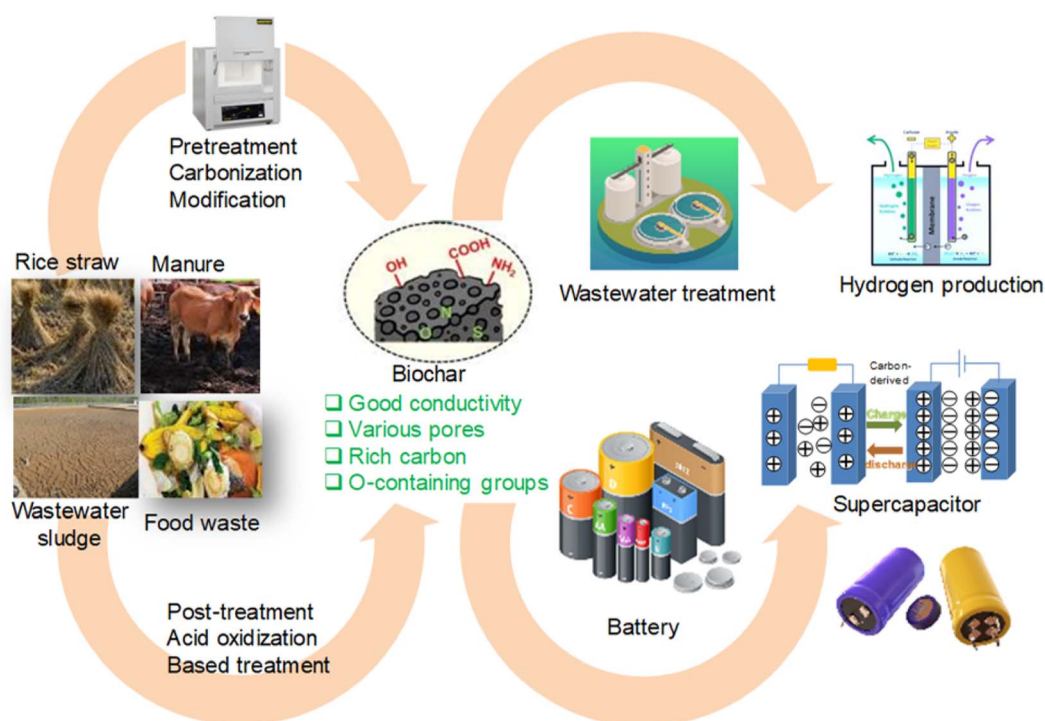 Pretreatment
Carbonization
Modification
Rice straw
Manure
Wastewater
sludge
Food waste
Post-treatment
Acid oxidization
Based treatment
OH
COOH
NH2
N
O
S
Biochar
❑ Good conductivity
❑ Various pores
❑ Rich carbon
❑ O-containing groups
Wastewater treatment
Membrane
Hydrogen production
D
C
AA
Battery
Carbon-
derived
Charge
discharge
Supercapacitor